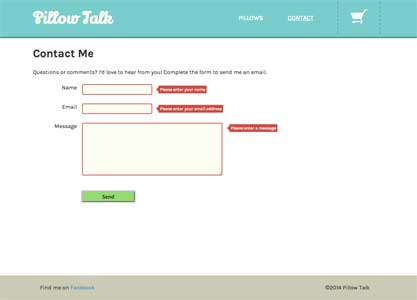 Pillow Talk
PILLOWS
CONTACT
Contact Me
Questions or comments? I'd love to hear from you! Complete the form to send me an email.
Name
Please enter your name
Email
Please enter your email address
Message
Please enter a message
Send
Find me on Facebook
©2014 Pillow Talk